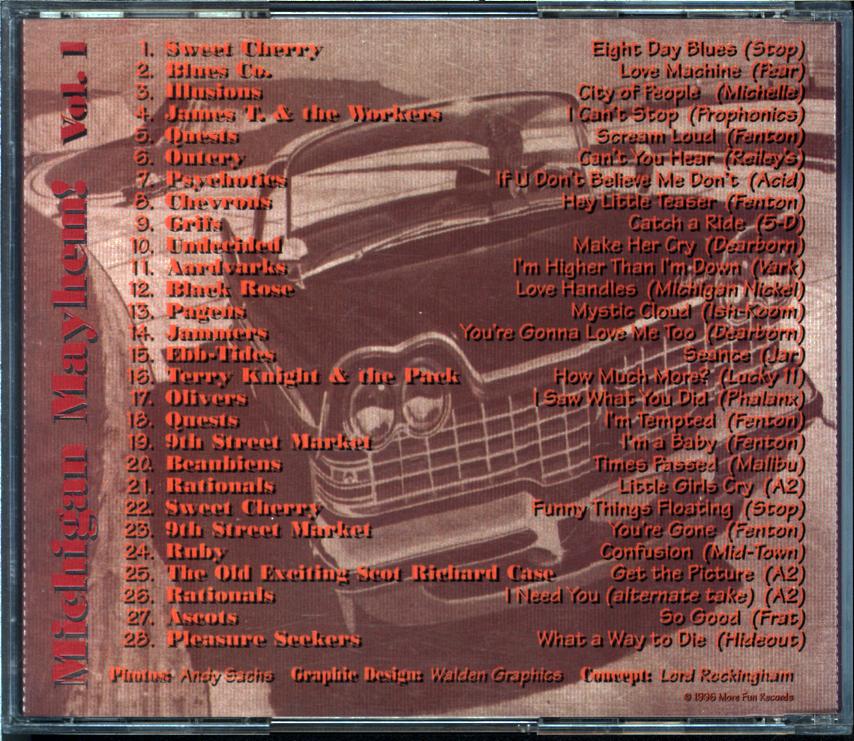 Michigan Mayhem! Vol. 1
1. Sweet Cherry Eight Day Blues (Stop)
2. Blues Co. Love Machine (Fear)
3. Illusions City of People (Michelle)
4. James T. & the Workers I Can't Stop (Prophonics)
5. Quests Scream Loud (Fenton)
6. Outcry Can't You Hear (Reiley's)
7. Psychotics If U Don't Believe Me Don't (Acid)
8. Chevrons Hey Little Teaser (Fenton)
9. Grifs Catch a Ride (5-D)
10. Undecided Make Her Cry (Dearborn)
11. Aardvarks I'm Higher Than I'm Down (Vark)
12. Black Rose Love Handles (Michigan Nickel)
13. Pagens Mystic Cloud (Ish-Room)
14. Jammers You're Gonna Love Me Too (Dearborn)
15. Ebb-Tides Seance (Jar)
16. Terry Knight & the Pack How Much More? (Lucky 11)
17. Olivers I Saw What You Did (Phalanx)
18. Quests I'm Tempted (Fenton)
19. 9th Street Market I'm a Baby (Fenton)
20. Beaubiens Times Passed (Malibu)
21. Rationals Little Girls Cry (A2)
22. Sweet Cherry Funny Things Floating (Stop)
23. 9th Street Market You're Gone (Fenton)
24. Ruby Confusion (Mid-Town)
25. The Old Exciting Scot Richard Case Get the Picture (A2)
26. Rationals I Need You (alternate take) (A2)
27. Ascots So Good (Frat)
28. Pleasure Seekers What a Way to Die (Hideout)
Photos: Andy Sachs Graphic Design: Walden Graphics Concept: Lord Rockingham
© 1996 More Fun Records